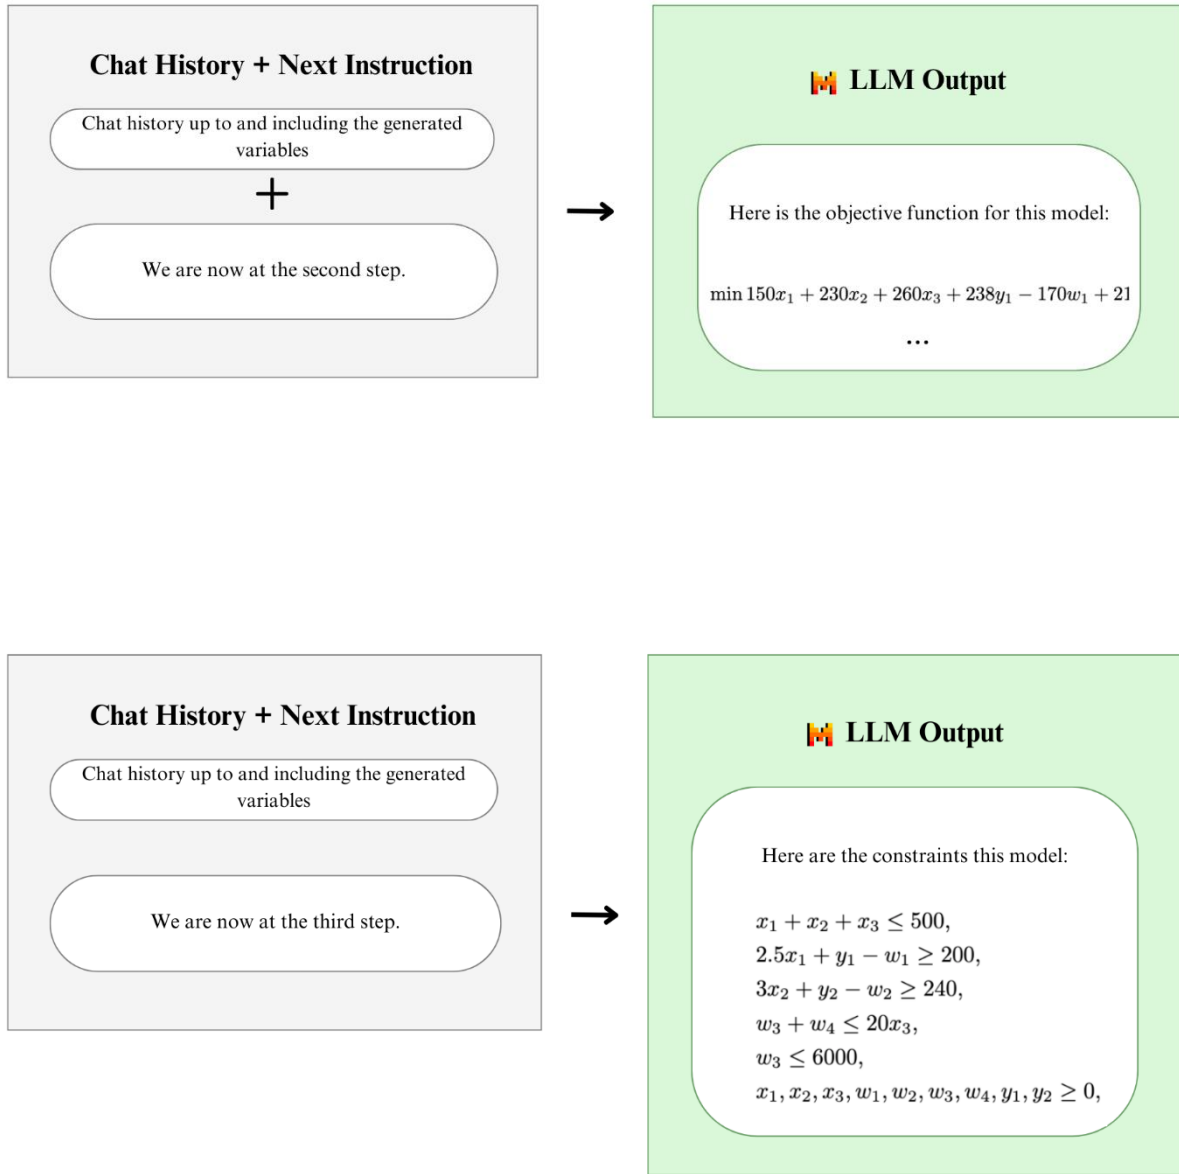 Chat History + Next Instruction
Chat history up to and including the generated
variables
+
We are now at the second step.
LLM Output
Here is the objective function for this model:
min 150x₁ + 230x₂ + 260x₃ + 238y₁ − 170w₁ + 21
...
Chat History + Next Instruction
Chat history up to and including the generated
variables
We are now at the third step.
LLM Output
Here are the constraints this model:
x₁ + x₂ + x₃ ≤ 500,
2.5x₁ + y₁ − w₁ ≥ 200,
3x₂ + y₂ − w₂ ≥ 240,
w₃ + w₄ ≤ 20x₃,
w₃ ≤ 6000,
x₁, x₂, x₃, w₁, w₂, w₃, w₄, y₁, y₂ ≥ 0,